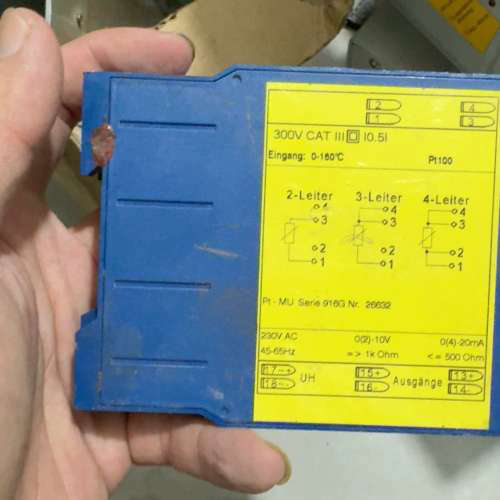 2 4
1 3
300V CAT III I0.5I
Eingang: 0-160°C Pt100
2-Leiter 3-Leiter 4-Leiter
4 4 4
3 3 3
2 2 2
1 1 1
Pt - MU Serie 916G Nr. 26632
230V AC 0(2)-10V 0(4)-20mA
45-65Hz => 1k Ohm <= 500 Ohm
17~+ UH 15+ Ausgänge 13+
18~- 16- 14-